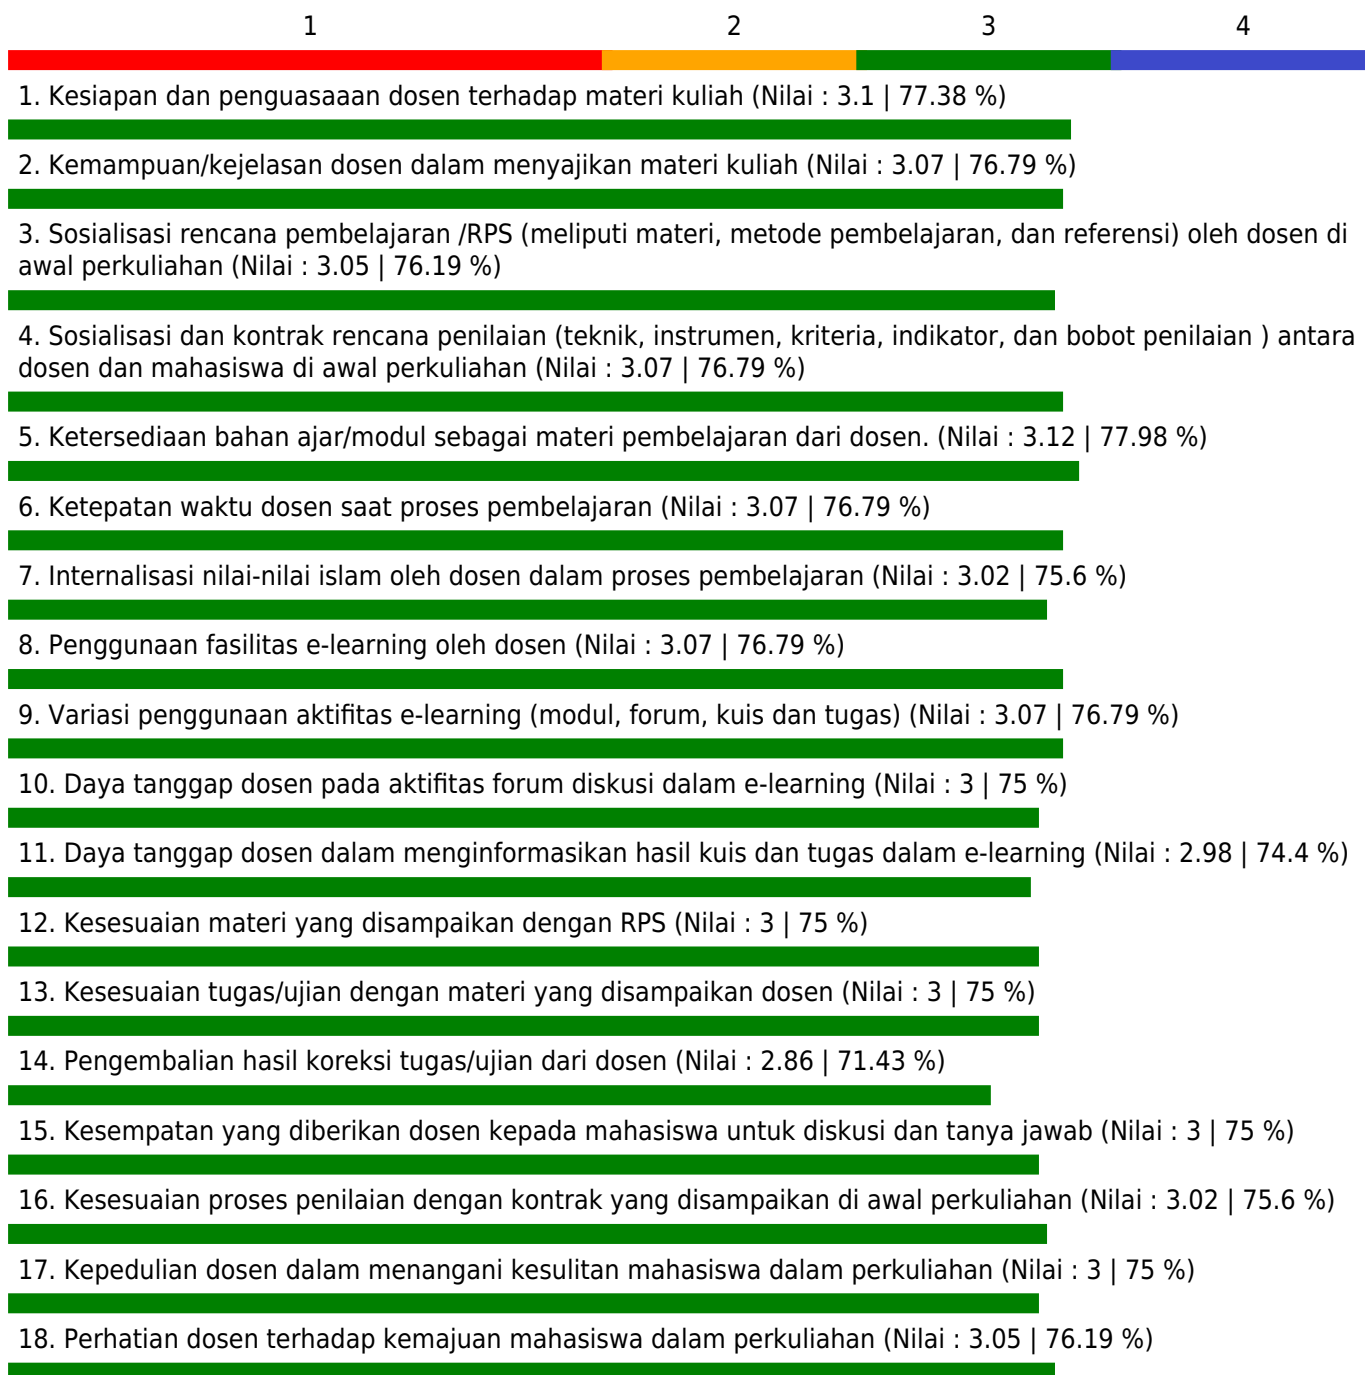 1 2 3 4
1. Kesiapan dan penguasaaan dosen terhadap materi kuliah (Nilai : 3.1 | 77.38 %)
2. Kemampuan/kejelasan dosen dalam menyajikan materi kuliah (Nilai : 3.07 | 76.79 %)
3. Sosialisasi rencana pembelajaran /RPS (meliputi materi, metode pembelajaran, dan referensi) oleh dosen di
awal perkuliahan (Nilai : 3.05 | 76.19 %)
4. Sosialisasi dan kontrak rencana penilaian (teknik, instrumen, kriteria, indikator, dan bobot penilaian ) antara
dosen dan mahasiswa di awal perkuliahan (Nilai : 3.07 | 76.79 %)
5. Ketersediaan bahan ajar/modul sebagai materi pembelajaran dari dosen. (Nilai : 3.12 | 77.98 %)
6. Ketepatan waktu dosen saat proses pembelajaran (Nilai : 3.07 | 76.79 %)
7. Internalisasi nilai-nilai islam oleh dosen dalam proses pembelajaran (Nilai : 3.02 | 75.6 %)
8. Penggunaan fasilitas e-learning oleh dosen (Nilai : 3.07 | 76.79 %)
9. Variasi penggunaan aktifitas e-learning (modul, forum, kuis dan tugas) (Nilai : 3.07 | 76.79 %)
10. Daya tanggap dosen pada aktifitas forum diskusi dalam e-learning (Nilai : 3 | 75 %)
11. Daya tanggap dosen dalam menginformasikan hasil kuis dan tugas dalam e-learning (Nilai : 2.98 | 74.4 %)
12. Kesesuaian materi yang disampaikan dengan RPS (Nilai : 3 | 75 %)
13. Kesesuaian tugas/ujian dengan materi yang disampaikan dosen (Nilai : 3 | 75 %)
14. Pengembalian hasil koreksi tugas/ujian dari dosen (Nilai : 2.86 | 71.43 %)
15. Kesempatan yang diberikan dosen kepada mahasiswa untuk diskusi dan tanya jawab (Nilai : 3 | 75 %)
16. Kesesuaian proses penilaian dengan kontrak yang disampaikan di awal perkuliahan (Nilai : 3.02 | 75.6 %)
17. Kepedulian dosen dalam menangani kesulitan mahasiswa dalam perkuliahan (Nilai : 3 | 75 %)
18. Perhatian dosen terhadap kemajuan mahasiswa dalam perkuliahan (Nilai : 3.05 | 76.19 %)